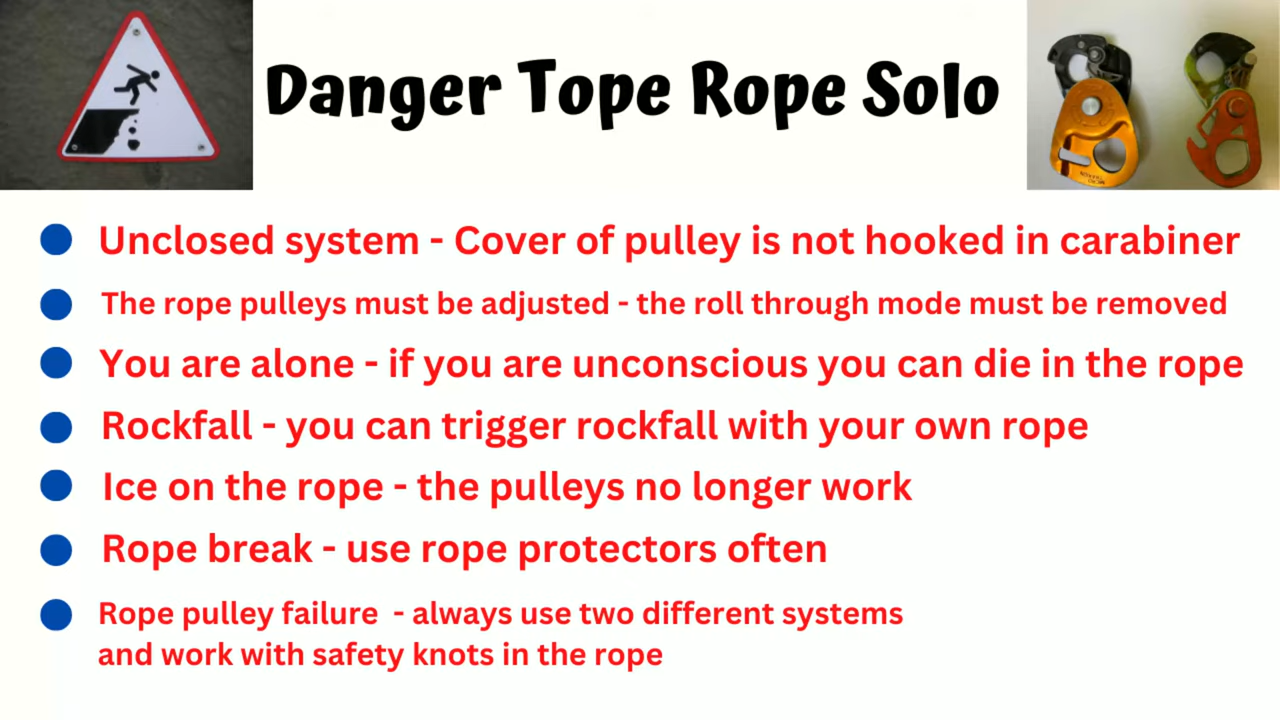 Danger Tope Rope Solo
Unclosed system - Cover of pulley is not hooked in carabiner
The rope pulleys must be adjusted - the roll through mode must be removed
You are alone - if you are unconscious you can die in the rope
Rockfall - you can trigger rockfall with your own rope
Ice on the rope - the pulleys no longer work
Rope break - use rope protectors often
Rope pulley failure - always use two different systems
and work with safety knots in the rope